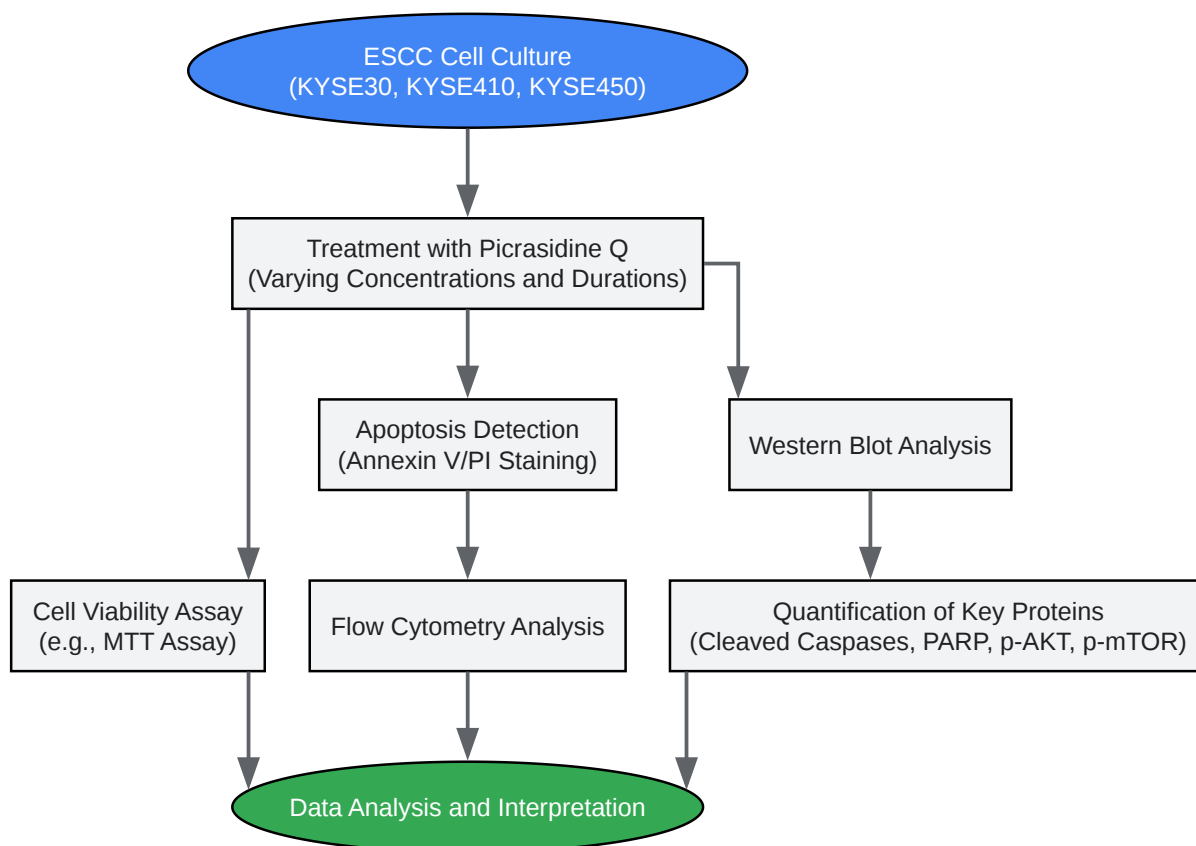 ESCC Cell Culture
(KYSE30, KYSE410, KYSE450)
Treatment with Picrasidine Q
(Varying Concentrations and Durations)
Apoptosis Detection
(Annexin V/PI Staining)
Western Blot Analysis
Cell Viability Assay
(e.g., MTT Assay)
Flow Cytometry Analysis
Quantification of Key Proteins
(Cleaved Caspases, PARP, p-AKT, p-mTOR)
Data Analysis and Interpretation